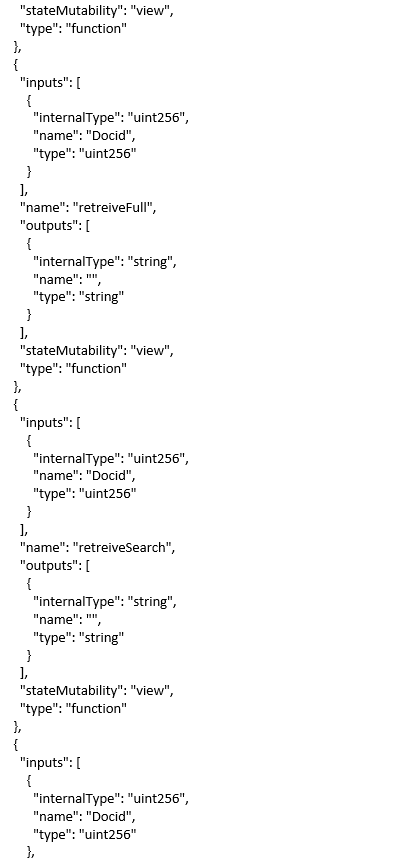 "stateMutability": "view",
"type": "function"
},
{
"inputs": [
{
"internalType": "uint256",
"name": "Docid",
"type": "uint256"
}
],
"name": "retreiveFull",
"outputs": [
{
"internalType": "string",
"name": "",
"type": "string"
}
],
"stateMutability": "view",
"type": "function"
},
{
"inputs": [
{
"internalType": "uint256",
"name": "Docid",
"type": "uint256"
}
],
"name": "retreiveSearch",
"outputs": [
{
"internalType": "string",
"name": "",
"type": "string"
}
],
"stateMutability": "view",
"type": "function"
},
{
"inputs": [
{
"internalType": "uint256",
"name": "Docid",
"type": "uint256"
},